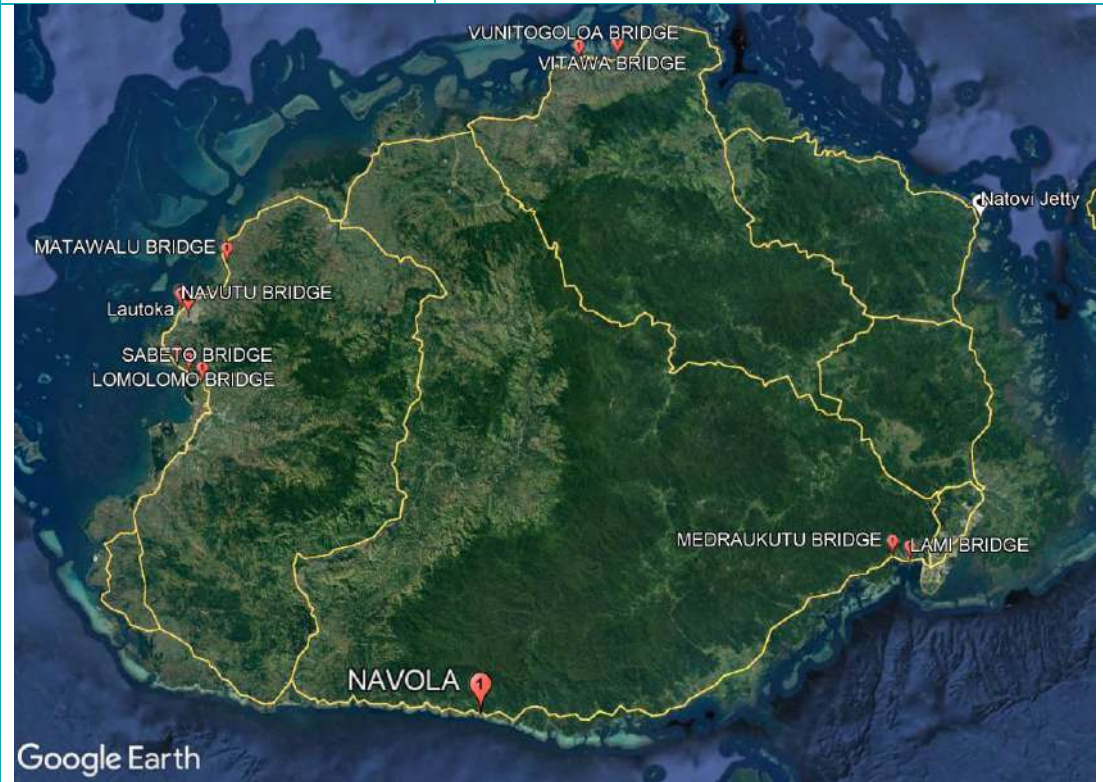 VUNITOGOLOA BRIDGE
VITAWA BRIDGE
Natovi Jetty
MATAWALU BRIDGE
NAVUTU BRIDGE
Lautoka
SABETO BRIDGE
LOMOLOMO BRIDGE
MEDRAUKUTU BRIDGE
LAMI BRIDGE
NAVOLA
1
Google Earth